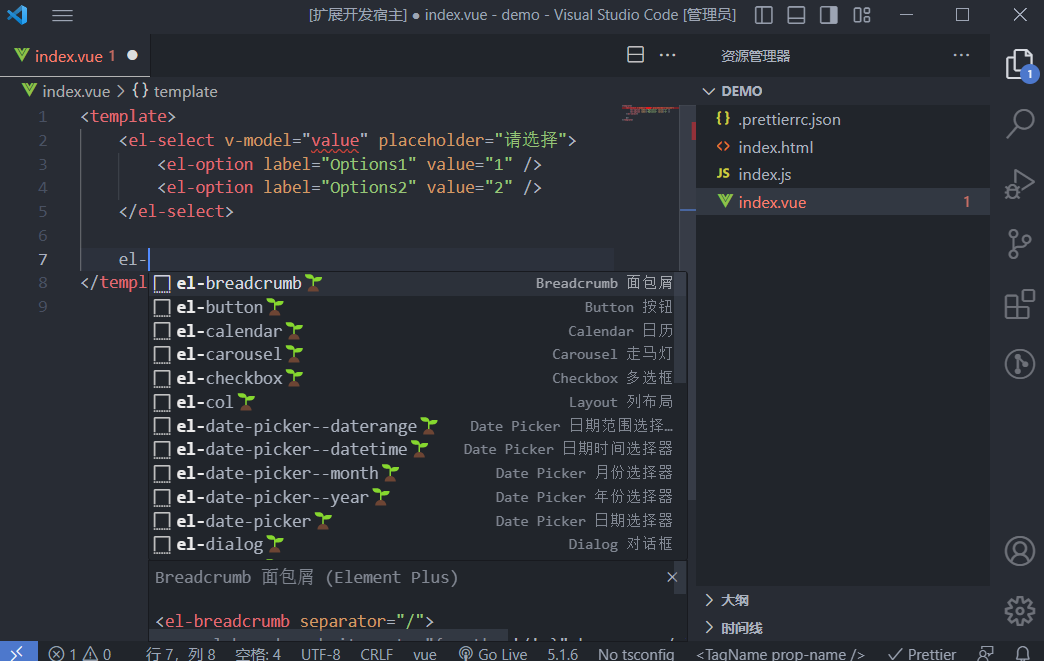 [扩展开发宿主] ● index.vue - demo - Visual Studio Code [管理员]
index.vue 1
资源管理器
index.vue > {} template
DEMO
1 <template>
2 <el-select v-model="value" placeholder="请选择">
3 <el-option label="Options1" value="1" />
4 <el-option label="Options2" value="2" />
5 </el-select>
6
7 el-
8 </templ
9
{} .prettierrc.json
<> index.html
JS index.js
index.vue 1
el-breadcrumb Breadcrumb 面包屑
el-button Button 按钮
el-calendar Calendar 日历
el-carousel Carousel 走马灯
el-checkbox Checkbox 多选框
el-col Layout 列布局
el-date-picker--daterange Date Picker 日期范围选择…
el-date-picker--datetime Date Picker 日期时间选择器
el-date-picker--month Date Picker 月份选择器
el-date-picker--year Date Picker 年份选择器
el-date-picker Date Picker 日期选择器
el-dialog Dialog 对话框
Breadcrumb 面包屑 (Element Plus)
<el-breadcrumb separator="/">
1
大纲
时间线
1 0 行 7，列 8 空格: 4 UTF-8 CRLF vue Go Live 5.1.6 No tsconfig <TagName prop-name /> Prettier